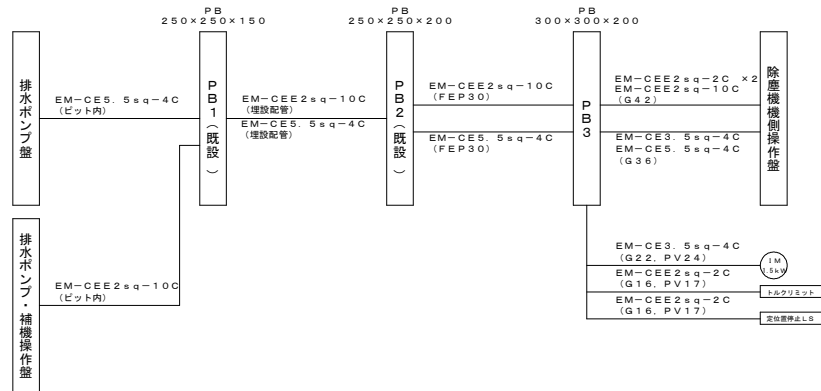 PB
250×250×150
PB
250×250×200
PB
300×300×200
排水ポンプ盤
EM−CE5．5sq−4C
（ピット内）
PB1（既設）
EM−CEE2sq−10C
（埋設配管）
EM−CE5．5sq−4C
（埋設配管）
PB2（既設）
EM−CEE2sq−10C
（FEP30）
EM−CE5．5sq−4C
（FEP30）
PB3
EM−CEE2sq−2C ×2
EM−CEE2sq−10C
（G42）
EM−CE3．5sq−4C
EM−CE5．5sq−4C
（G36）
除塵機機側操作盤
排水ポンプ・補機操作盤
EM−CEE2sq−10C
（ピット内）
EM−CE3．5sq−4C
（G22，PV24）
IM
1.5kW
EM−CEE2sq−2C
（G16，PV17）
トルクリミット
EM−CEE2sq−2C
（G16，PV17）
定位置停止LS